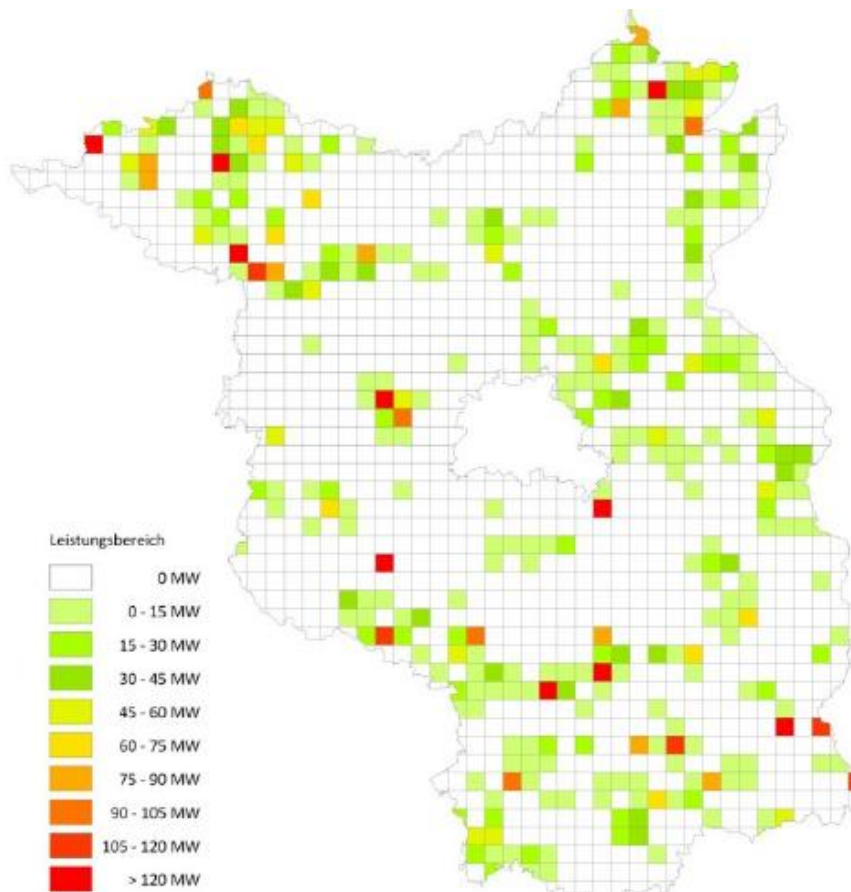 Leistungsbereich
0 MW
0 - 15 MW
15 - 30 MW
30 - 45 MW
45 - 60 MW
60 - 75 MW
75 - 90 MW
90 - 105 MW
105 - 120 MW
> 120 MW